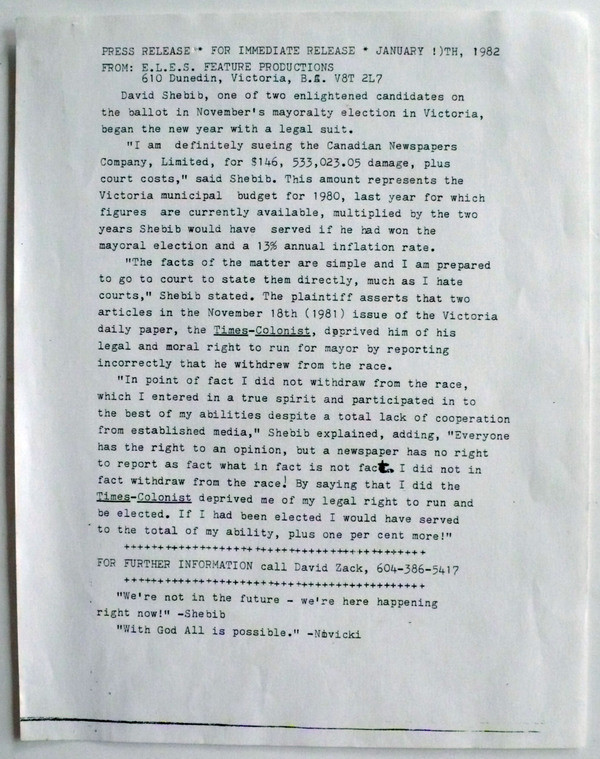 PRESS RELEASE * FOR IMMEDIATE RELEASE * JANUARY !)TH, 1982
FROM: E.L.E.S. FEATURE PRODUCTIONS
610 Dunedin, Victoria, B.C. V8T 2L7
David Shebib, one of two enlightened candidates on
the ballot in November's mayoralty election in Victoria,
began the new year with a legal suit.
"I am definitely sueing the Canadian Newspapers
Company, Limited, for $146, 533,023.05 damage, plus
court costs," said Shebib. This amount represents the
Victoria municipal budget for 1980, last year for which
figures are currently available, multiplied by the two
years Shebib would have served if he had won the
mayoral election and a 13% annual inflation rate.
"The facts of the matter are simple and I am prepared
to go to court to state them directly, much as I hate
courts," Shebib stated. The plaintiff asserts that two
articles in the November 18th (1981) issue of the Victoria
daily paper, the Times-Colonist, deprived him of his
legal and moral right to run for mayor by reporting
incorrectly that he withdrew from the race.
"In point of fact I did not withdraw from the race,
which I entered in a true spirit and participated in to
the best of my abilities despite a total lack of cooperation
from established media," Shebib explained, adding, "Everyone
has the right to an opinion, but a newspaper has no right
to report as fact what in fact is not fact. I did not in
fact withdraw from the race! By saying that I did the
Times-Colonist deprived me of my legal right to run and
be elected. If I had been elected I would have served
to the total of my ability, plus one per cent more!"
++++++++++++++++++++++++++++++++++++++++++++
FOR FURTHER INFORMATION call David Zack, 604-386-5417
++++++++++++++++++++++++++++++++++++++++++++
"We're not in the future - we're here happening
right now!" -Shebib
"With God All is possible." -Novicki